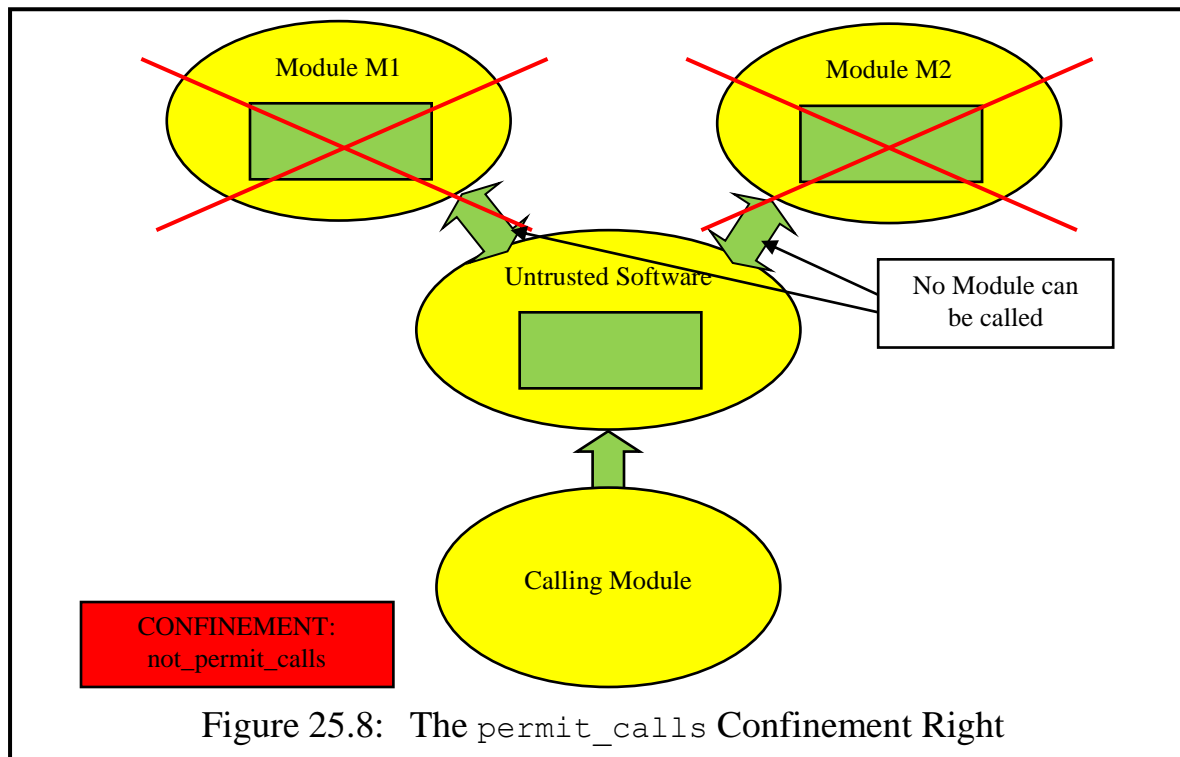 Module M1
Module M2
Untrusted Software
No Module can
be called
Calling Module
CONFINEMENT:
not_permit_calls
Figure 25.8: The permit_calls Confinement Right